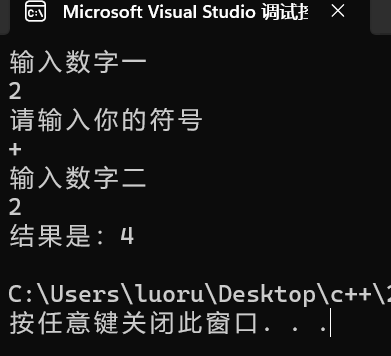 Microsoft Visual Studio 调试
输入数字一
2
请输入你的符号
+
输入数字二
2
结果是: 4
C:\Users\luoru\Desktop\c++\2
按任意键关闭此窗口. . .